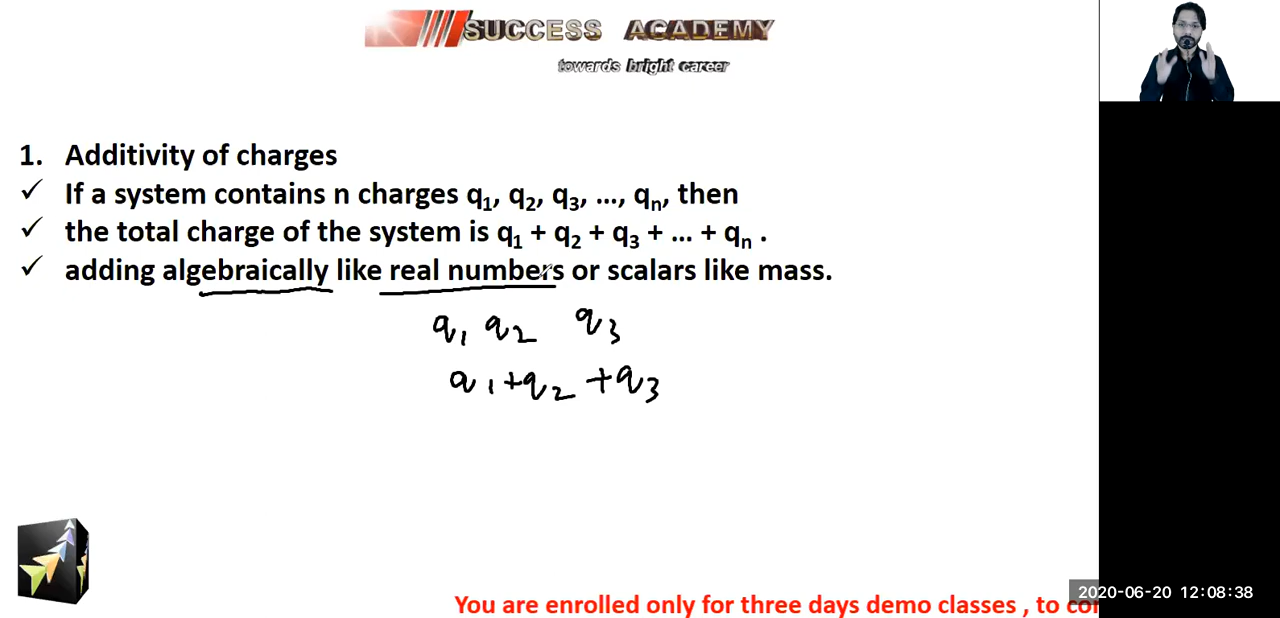 SUCCESS ACADEMY
towards bright career
1. Additivity of charges
✓ If a system contains n charges q₁, q₂, q₃, ..., qₙ, then
✓ the total charge of the system is q₁ + q₂ + q₃ + ... + qₙ .
✓ adding algebraically like real numbers or scalars like mass.
q₁ q₂ q₃
q₁+q₂ +q₃
You are enrolled only for three days demo classes , to
2020-06-20 12:08:38